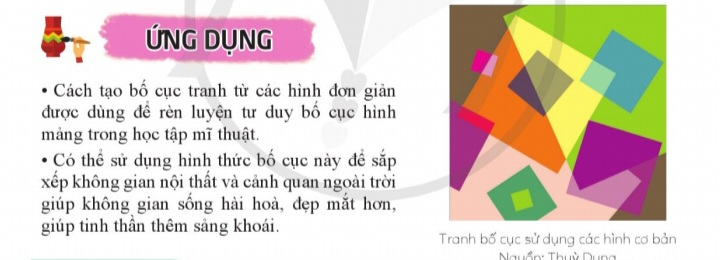 ỨNG DỤNG
• Cách tạo bố cục tranh từ các hình đơn giản
được dùng để rèn luyện tư duy bố cục hình
mảng trong học tập mĩ thuật.
• Có thể sử dụng hình thức bố cục này để sắp
xếp không gian nội thất và cảnh quan ngoài trời
giúp không gian sống hài hoà, đẹp mắt hơn,
giúp tinh thần thêm sảng khoái.
Tranh bố cục sử dụng các hình cơ bản
Nguồn: Thuỳ Dung